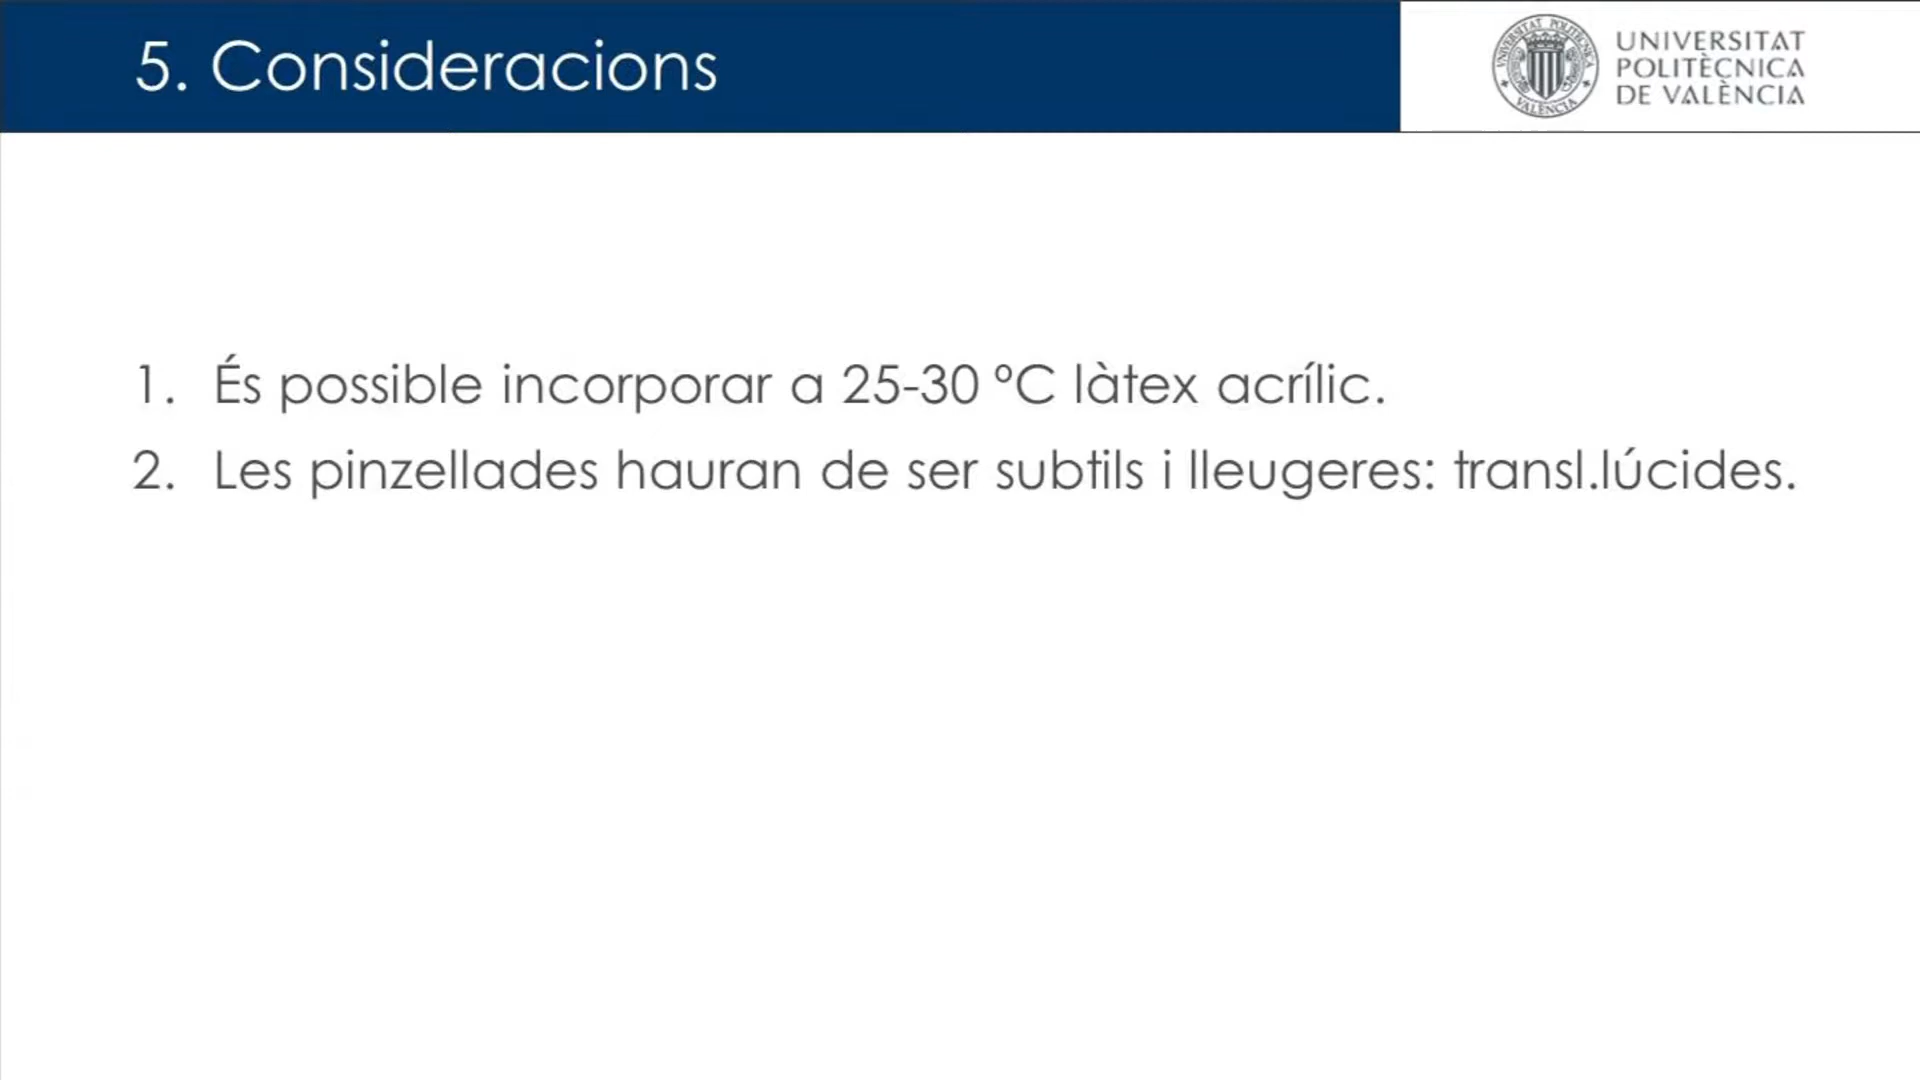 5. Consideracions
UNIVERSITAT
POLITÈCNICA
DE VALÈNCIA
1. És possible incorporar a 25-30 ºC làtex acrílic.
2. Les pinzellades hauran de ser subtils i lleugeres: transl.lúcides.